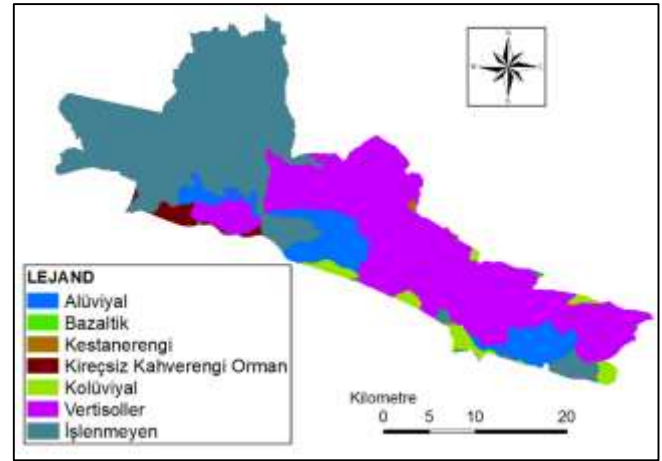 N
LEJAND
Alüviyal
Bazaltik
Kestanerengi
Kireçsiz Kahverengi Orman
Kolüviyal
Vertisoller
İşlenmeyen
Kilometre
0 5 10 20